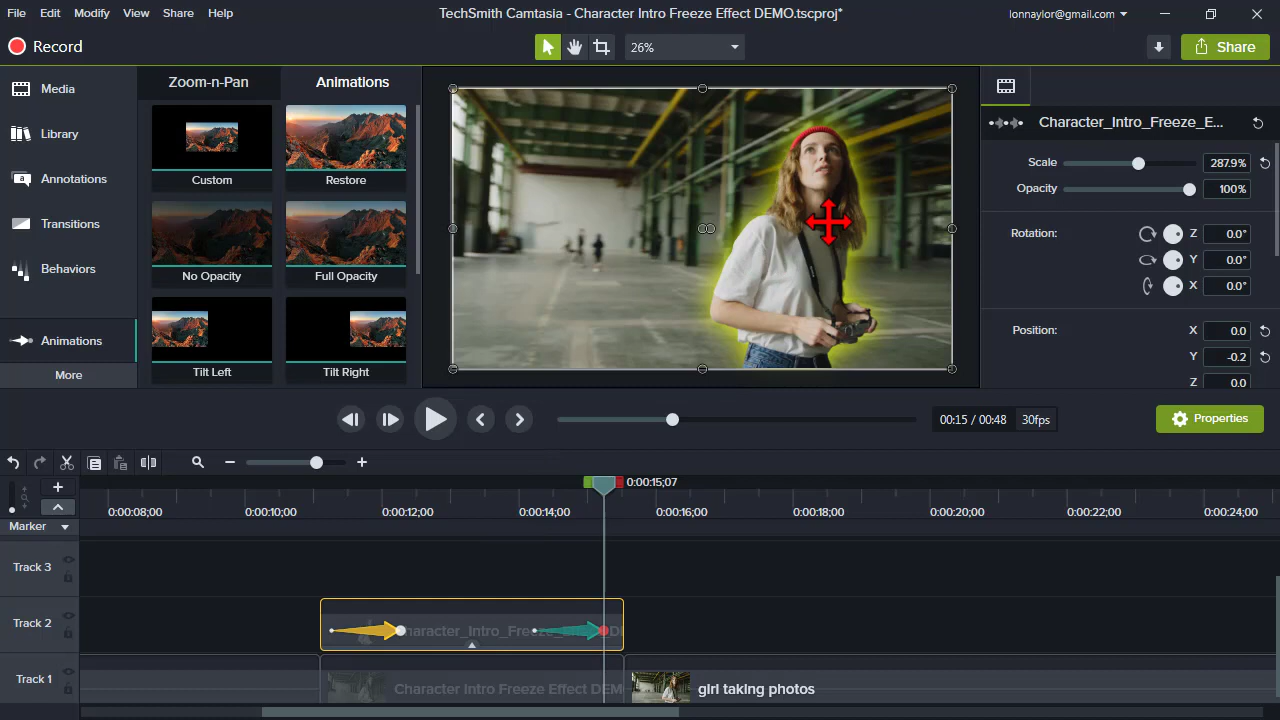 File Edit View Modify Share Help
TechSmith Camtasia - Character Intro Freeze Effect DEMO.tscproj*
lonnaylor@gmail.com
Record
26%
Share
Media
Library
Annotations
Transitions
Behaviors
Animations
More
Zoom-n-Pan
Animations
Custom
Restore
No Opacity
Full Opacity
Tilt Left
Tilt Right
Character_Intro_Freeze_E...
Scale 287.9%
Opacity 100%
Rotation: Z 0.0°
Y 0.0°
X 0.0°
Position: X 0.0
Y -0.2
Z 0.0
00:15 / 00:48 30fps
Properties
0:00:15;07
0:00:08;00 0:00:10;00 0:00:12;00 0:00:14;00 0:00:16;00 0:00:18;00 0:00:20;00 0:00:22;00 0:00:24;00
Marker
Track 3
Track 2
Track 1
Character Intro Freeze Effect DEM
girl taking photos